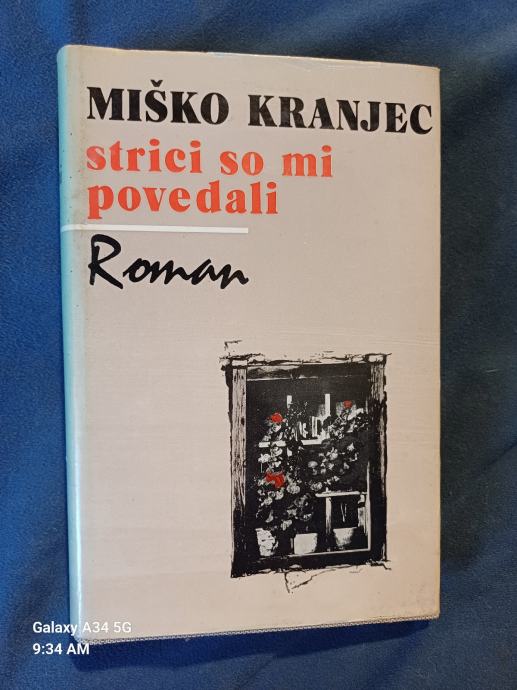 MIŠKO KRANJEC
strici so mi
povedali
Roman
Galaxy A34 5G
9:34 AM